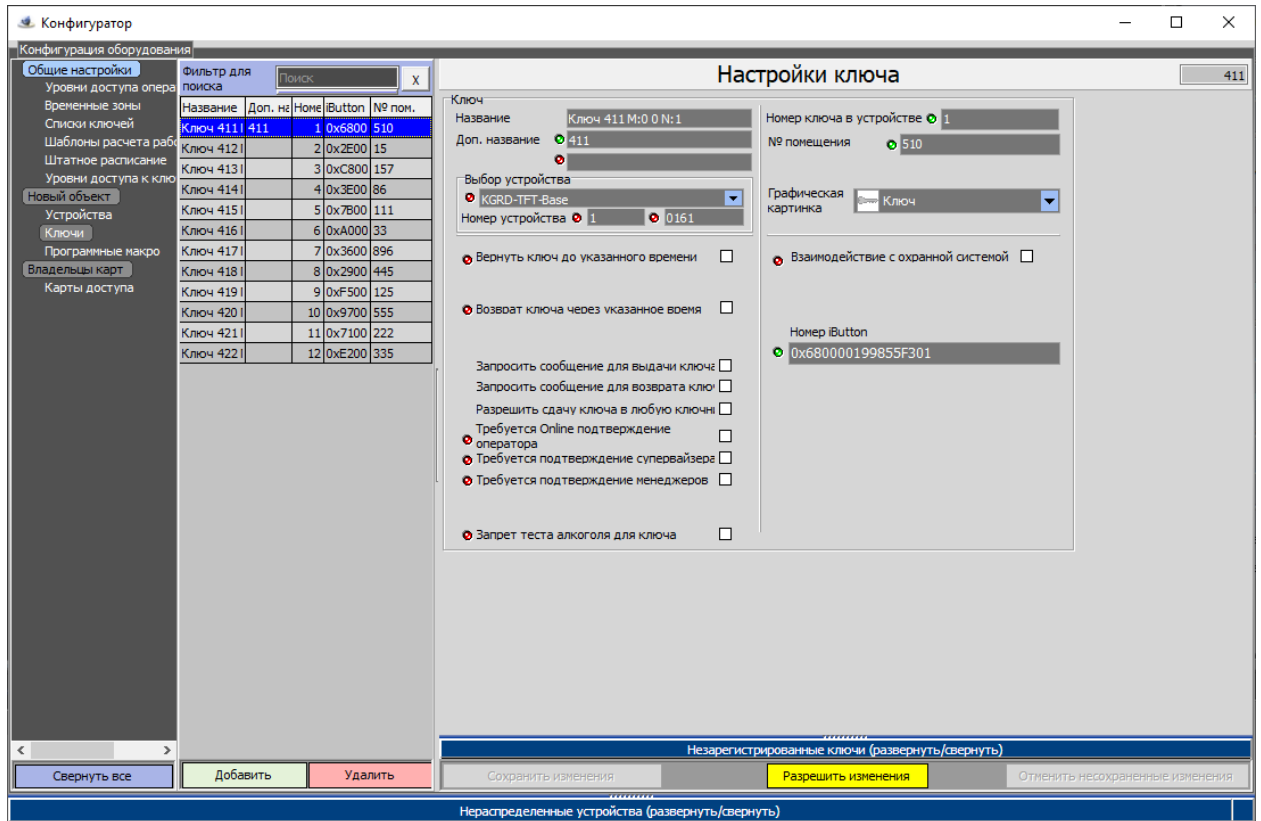 Конфигуратор
Конфигурация оборудования
Общие настройки
Уровни доступа опера
Временные зоны
Списки ключей
Шаблоны расчета рабо
Штатное расписание
Уровни доступа к клю
Новый объект
Устройства
Ключи
Программные макро
Владельцы карт
Карты доступа
Свернуть все
Фильтр для
поиска
Поиск
X
Название Доп. на Номе iButton № пом.
Ключ 411 411 1 0x6800 510
Ключ 412 2 0x2E00 15
Ключ 413 3 0xC800 157
Ключ 414 4 0x3E00 86
Ключ 415 5 0x7B00 111
Ключ 416 6 0xA000 33
Ключ 417 7 0x3600 896
Ключ 418 8 0x2900 445
Ключ 419 9 0xF500 125
Ключ 420 10 0x9700 555
Ключ 421 11 0x7100 222
Ключ 422 12 0xE200 335
Добавить Удалить
Настройки ключа
411
Ключ
Название Ключ 411 M:0 0 N:1
Доп. название 411
Выбор устройства
KGRD-TFT-Base
Номер устройства 1 0161
Вернуть ключ до указанного времени
Возврат ключа через указанное время
Запросить сообщение для выдачи ключа
Запросить сообщение для возврата клю
Разрешить сдачу ключа в любую ключн
Требуется Online подтверждение
оператора
Требуется подтверждение супервайзера
Требуется подтверждение менеджеров
Запрет теста алкоголя для ключа
Номер ключа в устройстве 1
№ помещения 510
Графическая
картинка
Ключ
Взаимодействие с охранной системой
Номер iButton
0x680000199855F301
Незарегистрированные ключи (развернуть/свернуть)
Сохранить изменения Разрешить изменения Отменить несохраненные изменения
Нераспределенные устройства (развернуть/свернуть)